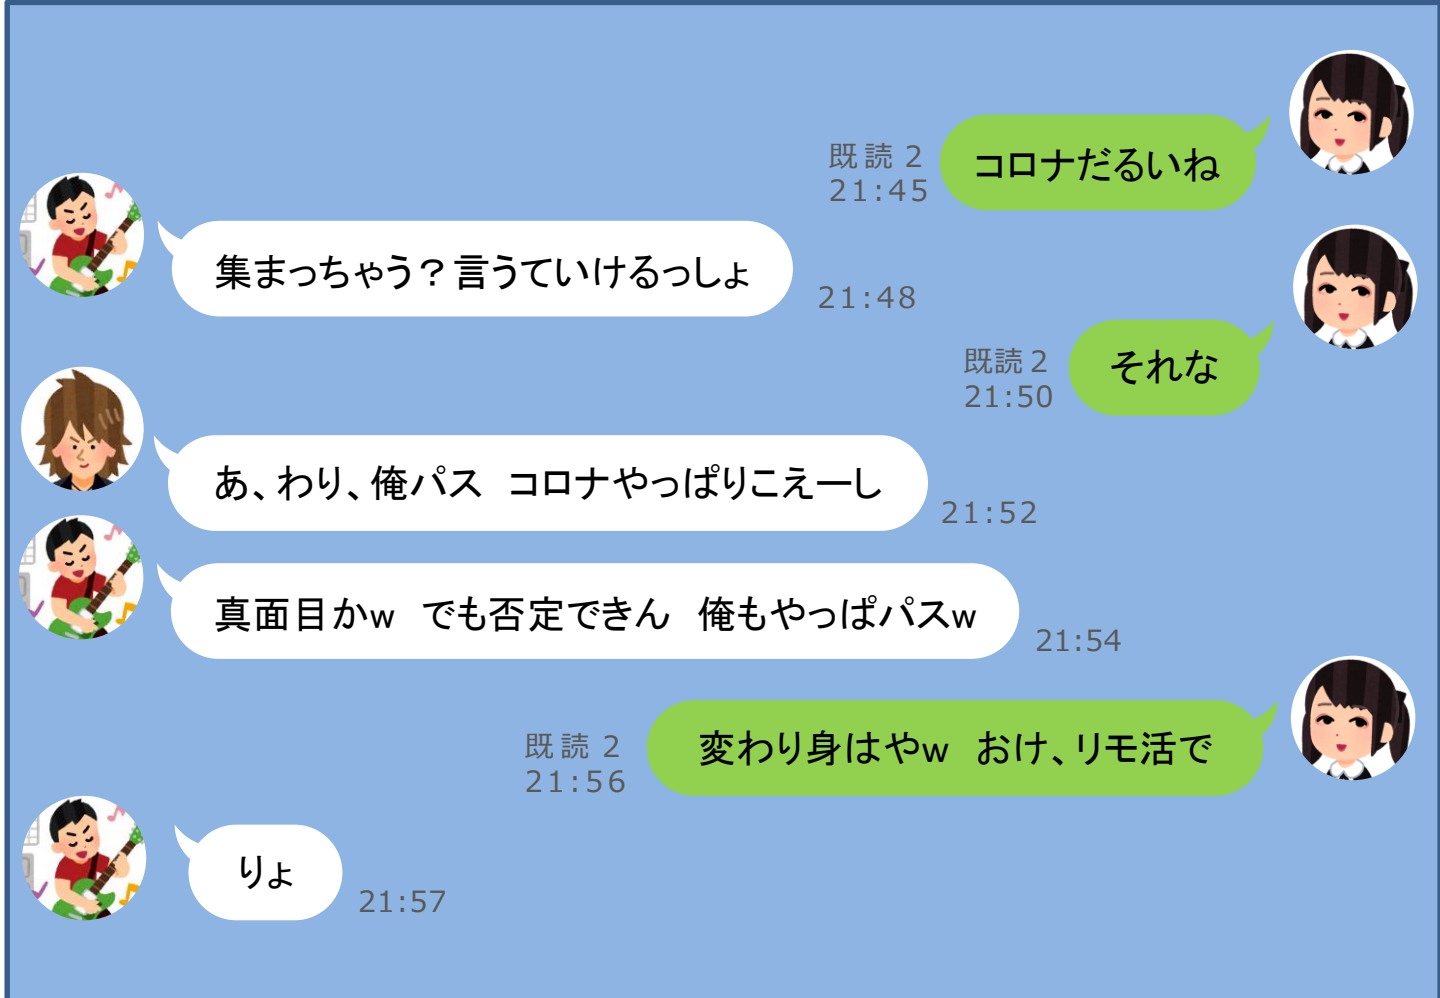 コロナだるいね
既読 2
21:45
集まっちゃう？言うていけるっしょ
21:48
それな
既読 2
21:50
あ、わり、俺パス　コロナやっぱりこえーし
21:52
真面目かw　でも否定できん　俺もやっぱパスw
21:54
変わり身はやw　おけ、リモ活で
既読 2
21:56
りょ
21:57